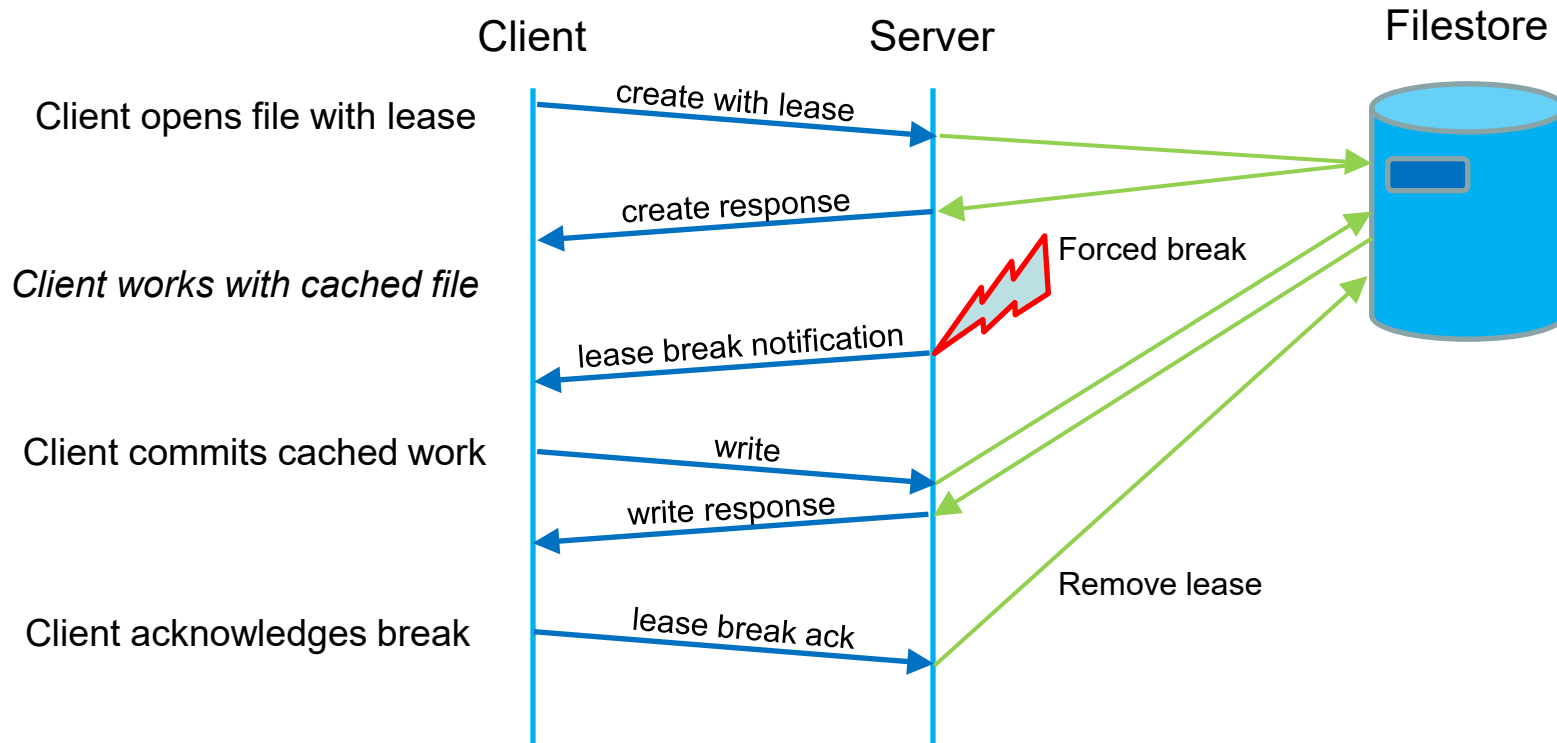 Client
Server
Filestore
Client opens file with lease
create with lease
create response
Forced break
Client works with cached file
lease break notification
Client commits cached work
write
write response
Remove lease
Client acknowledges break
lease break ack